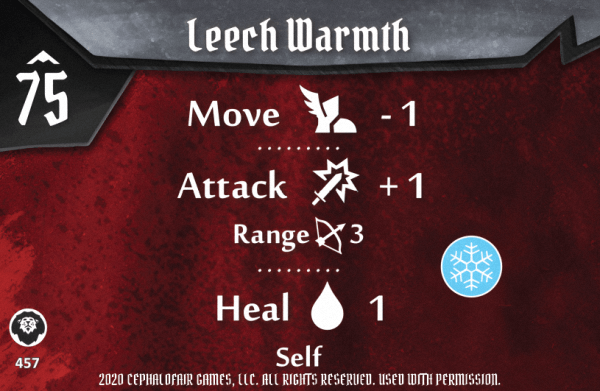 Leech Warmth
75
Move - 1
Attack + 1
Range 3
Heal 1
Self
457
2020 CEPHALOFAIR GAMES, LLC. ALL RIGHTS RESERVED. USED WITH PERMISSION.